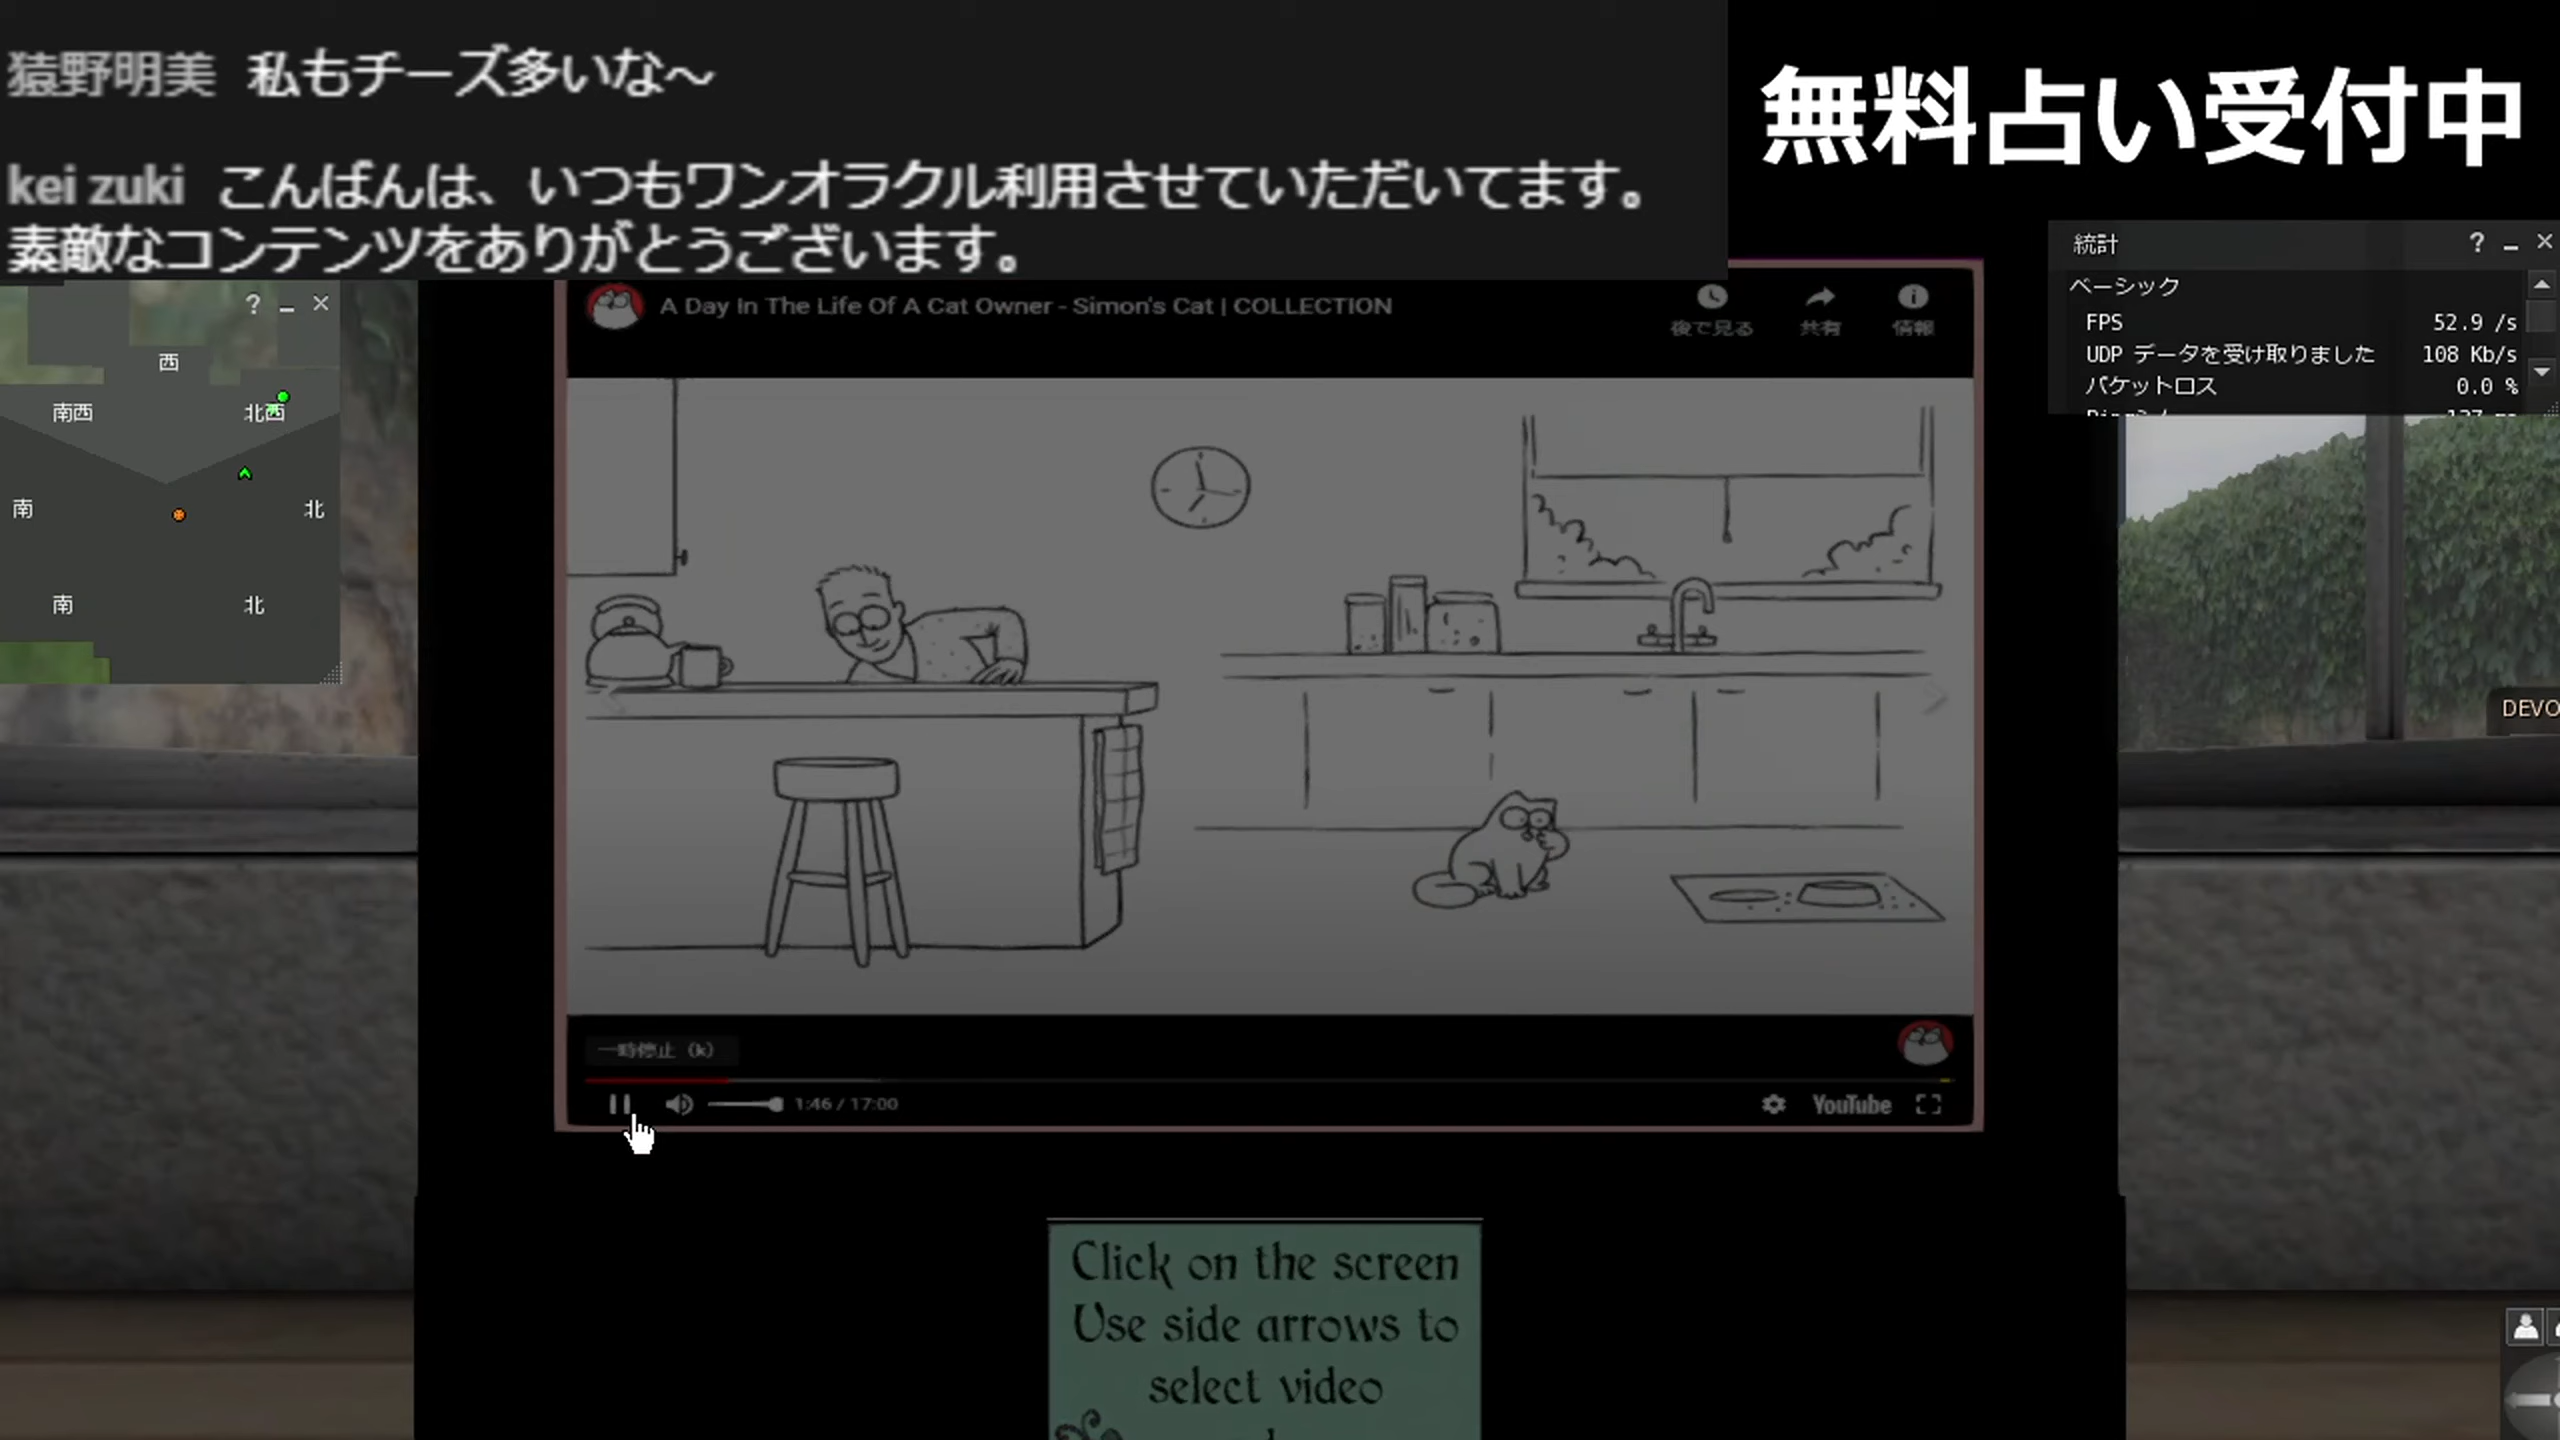 猿野明美 私もチーズ多いな～
kei zuki こんばんは、いつもワンオラクル利用させていただいてます。
素敵なコンテンツをありがとうございます。
無料占い受付中
統計
ベーシック
FPS 52.9 /s
UDP データを受け取りました 108 Kb/s
パケットロス 0.0 %
西
南西
北西
南
北
南
北
A Day In The Life Of A Cat Owner - Simon's Cat | COLLECTION
後で見る
共有
情報
DEVO
一時停止 (k)
1:46 / 17:00
YouTube
Click on the screen
Use side arrows to
select video